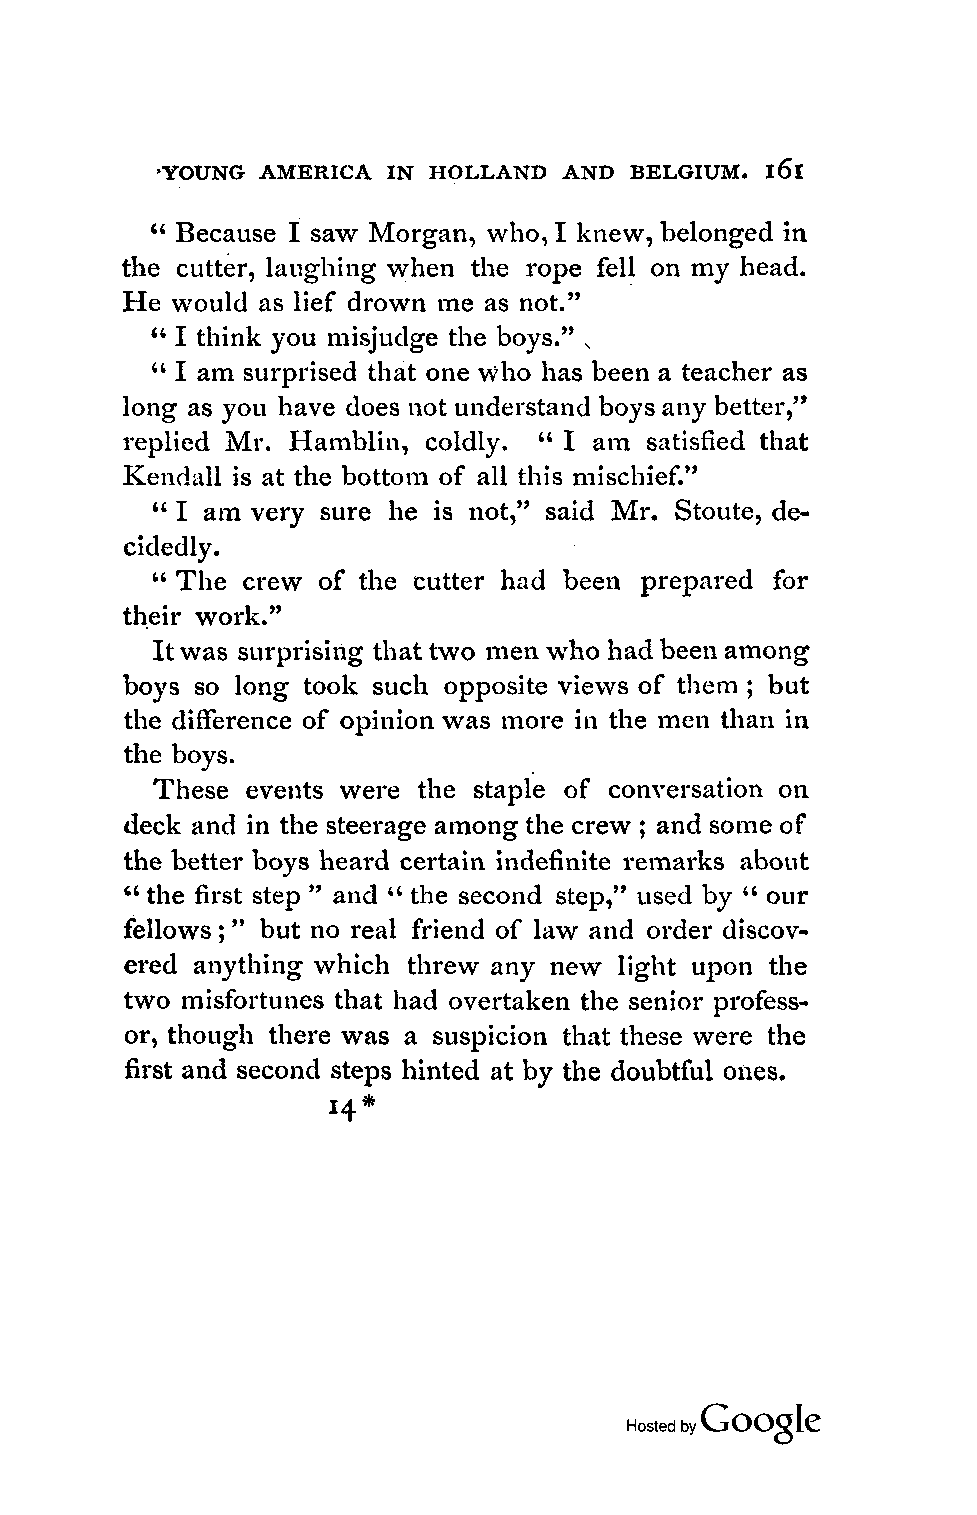 YOUNG AMERICA IN HOLLAND AND BELGIUM. 161
“ Because I saw Morgan, who, I knew, belonged in
the cutter, laughing when the rope fell on my head.
He would as lief drown me as not.”
“ I think you misjudge the boys.”
“ I am surprised that one who has been a teacher as
long as you have does not understand boys any better,”
replied Mr. Hamblin, coldly. “ I am satisfied that
Kendall is at the bottom of all this mischief.”
“ I am very sure he is not,” said Mr. Stoute, de-
cidedly.
“ The crew of the cutter had been prepared for
their work.”
It was surprising that two men who had been among
boys so long took such opposite views of them ; but
the difference of opinion was more in the men than in
the boys.
These events were the staple of conversation on
deck and in the steerage among the crew ; and some of
the better boys heard certain indefinite remarks about
“ the first step ” and “ the second step,” used by “ our
fellows ; ” but no real friend of law and order discov-
ered anything which threw any new light upon the
two misfortunes that had overtaken the senior profess-
or, though there was a suspicion that these were the
first and second steps hinted at by the doubtful ones.
14*
Hosted by Google